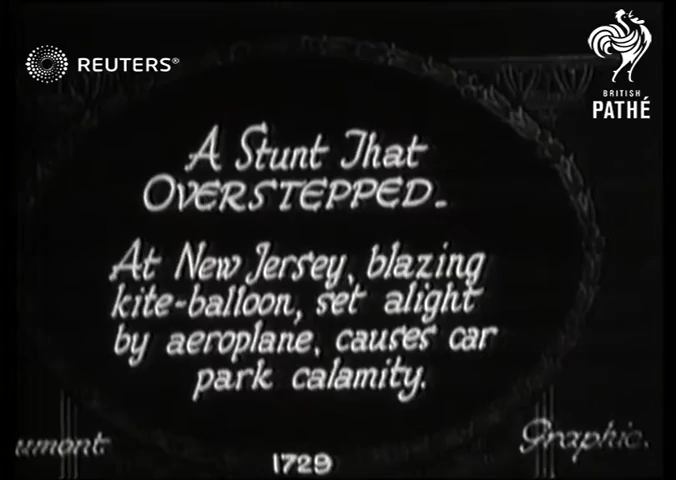 REUTERS®
BRITISH
PATHÉ
A Stunt That
OVERSTEPPED.
At New Jersey, blazing
kite-balloon, set alight
by aeroplane, causes car
park calamity.
umont Graphic.
1729